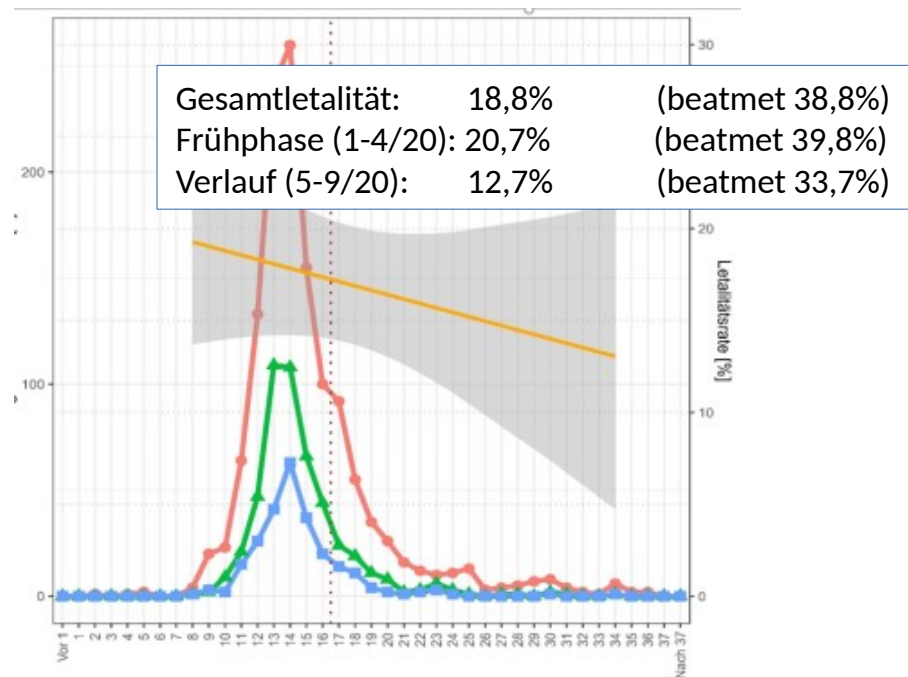 Gesamtletalität: 18,8% (beatmet 38,8%)
Frühphase (1-4/20): 20,7% (beatmet 39,8%)
Verlauf (5-9/20): 12,7% (beatmet 33,7%)
30
200
20
100
10
0
0
Letalitätsrate [%]
Vor 1 1 2 3 4 5 6 7 8 9 10 11 12 13 14 15 16 17 18 19 20 21 22 23 24 25 26 27 28 29 30 31 32 33 34 35 36 37 Nach 37